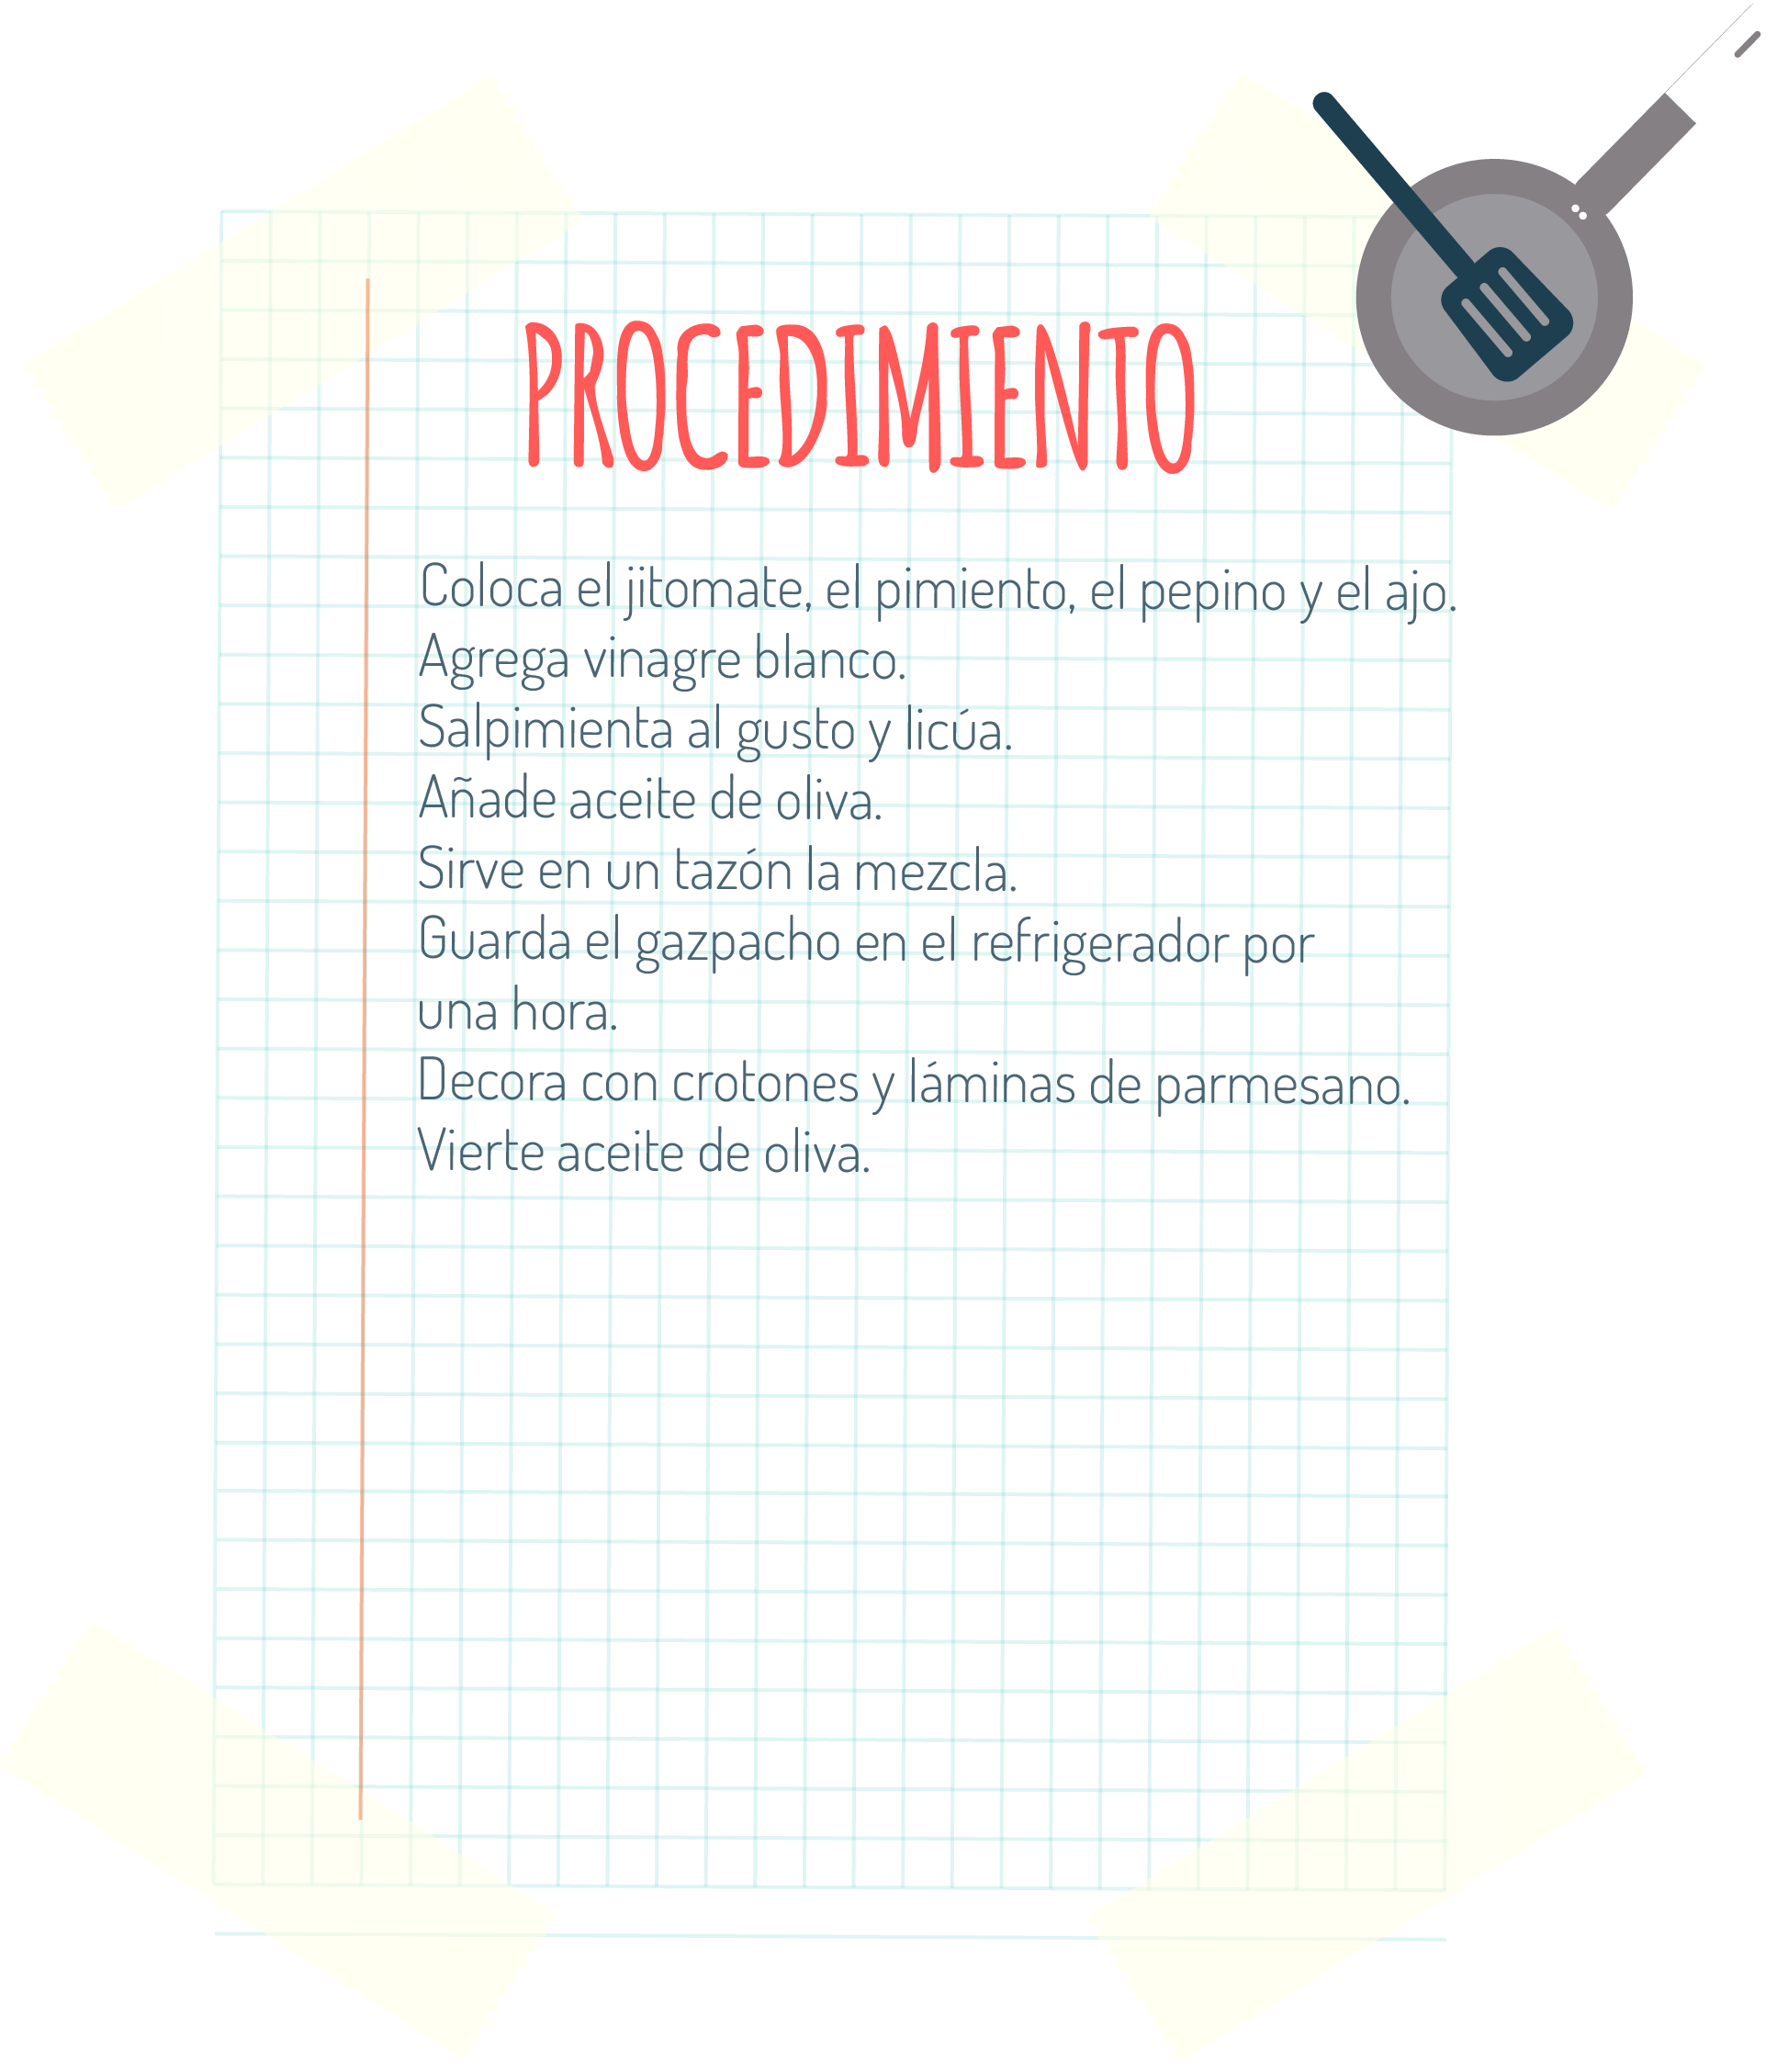 PROCEDIMIENTO
Coloca el jitomate, el pimiento, el pepino y el ajo.
Agrega vinagre blanco.
Salpimienta al gusto y licúa.
Añade aceite de oliva.
Sirve en un tazón la mezcla.
Guarda el gazpacho en el refrigerador por
una hora.
Decora con crotones y láminas de parmesano.
Vierte aceite de oliva.